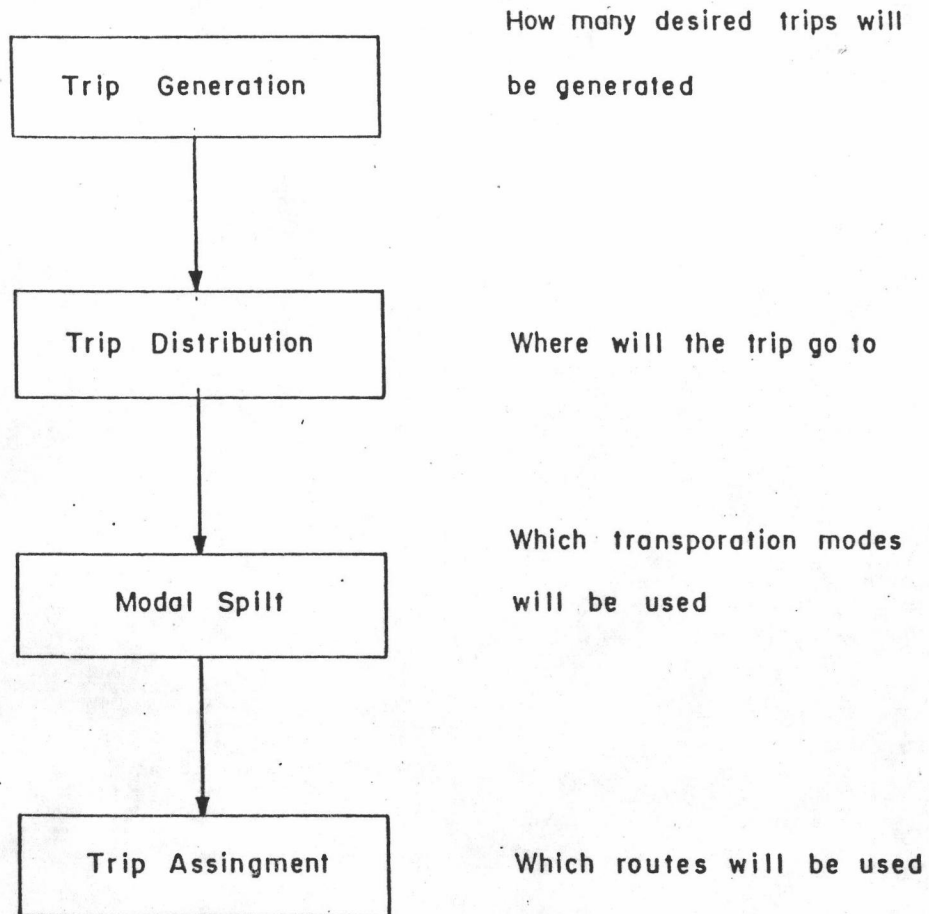 How many desired trips will
Trip Generation
be generated
Trip Distribution
Where will the trip go to
Which transporation modes
Modal Spilt
will be used
Trip Assingment
Which routes will be used